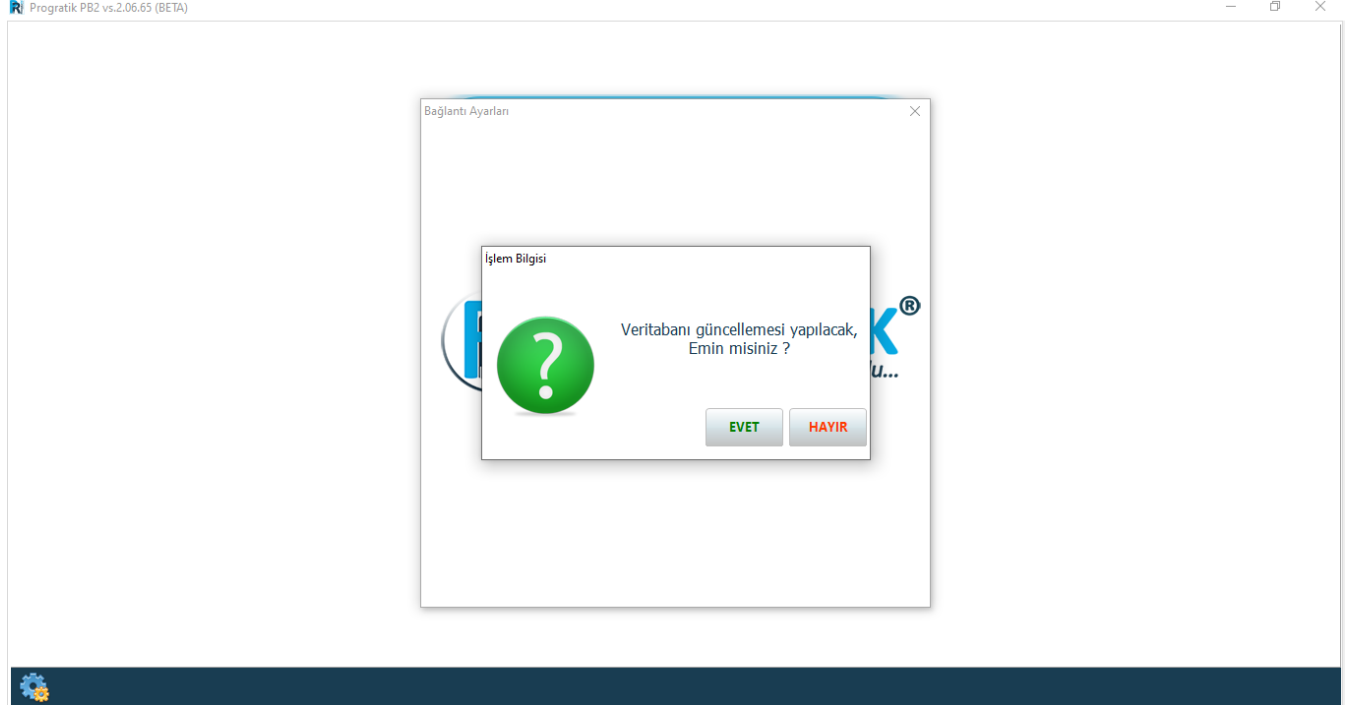 Progratik PB2 vs.2.06.65 (BETA)
Bağlantı Ayarları
İşlem Bilgisi
Veritabanı güncellemesi yapılacak,
Emin misiniz ?
EVET
HAYIR
K®
u...